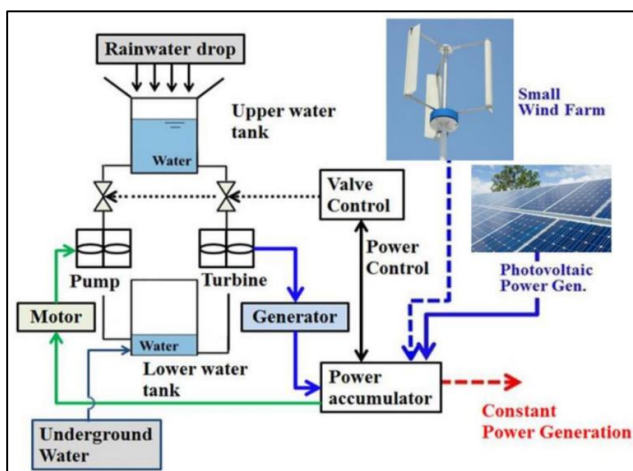 Rainwater drop
Upper water
tank
Water
Small
Wind Farm
Valve
Control
Power
Control
Photovoltaic
Power Gen.
Pump
Turbine
Motor
Generator
Water
Lower water
tank
Power
accumulator
Underground
Water
Constant
Power Generation